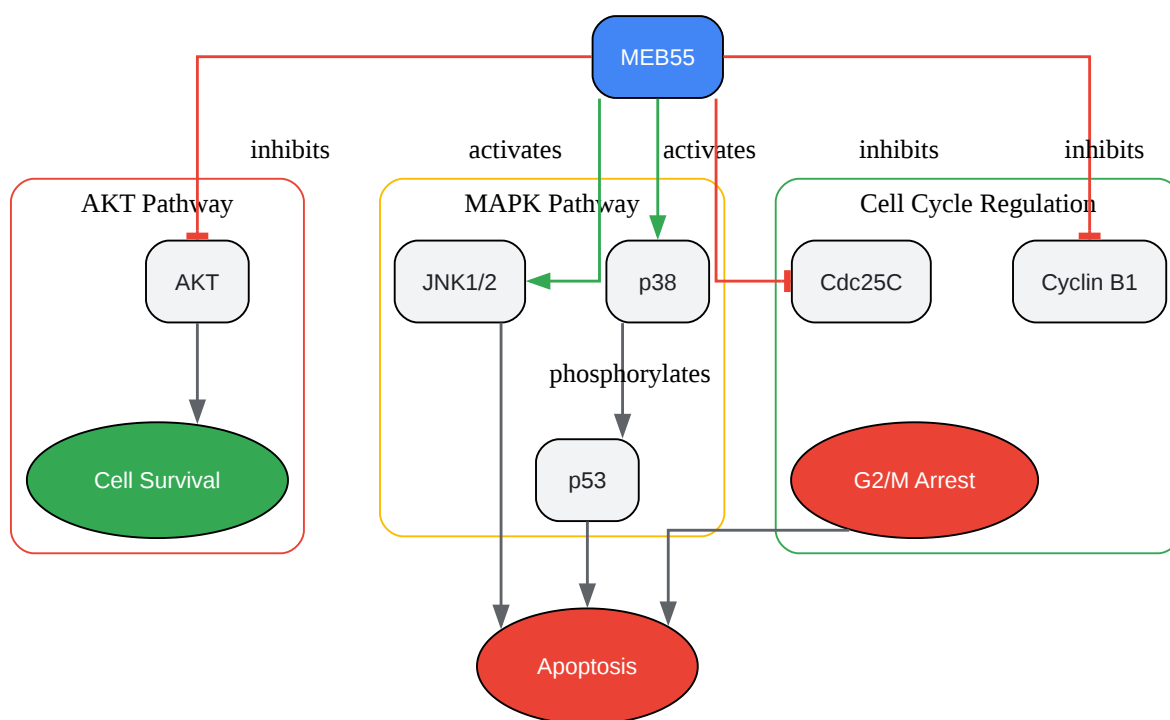 MEB55
inhibits
activates
activates
inhibits
inhibits
AKT Pathway
MAPK Pathway
Cell Cycle Regulation
AKT
JNK1/2
p38
Cdc25C
Cyclin B1
phosphorylates
Cell Survival
p53
G2/M Arrest
Apoptosis